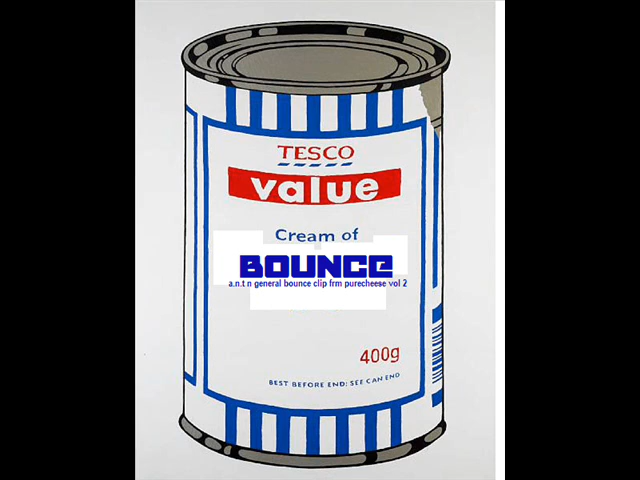 TESCO
value
Cream of
BOUNCE
a.n.t n general bounce clip frm purecheese vol 2
400g
BEST BEFORE END: SEE CAN END